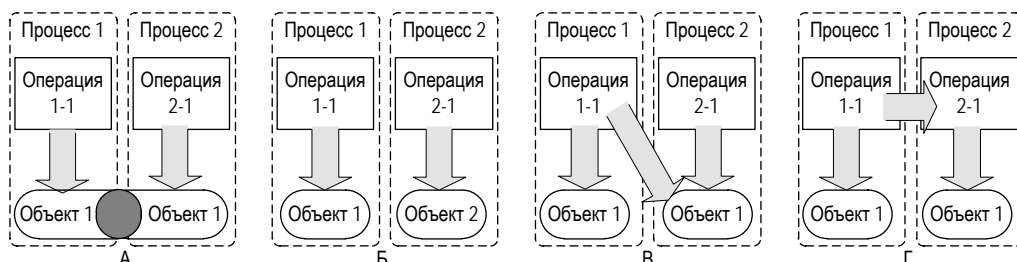 Процесс 1 Процесс 2 Процесс 1 Процесс 2 Процесс 1 Процесс 2 Процесс 1 Процесс 2
Операция Операция Операция Операция Операция Операция Операция Операция
1-1 2-1 1-1 2-1 1-1 2-1 1-1 2-1
Объект 1 Объект 1 Объект 1 Объект 2 Объект 1 Объект 1 Объект 1 Объект 1
А Б В Г